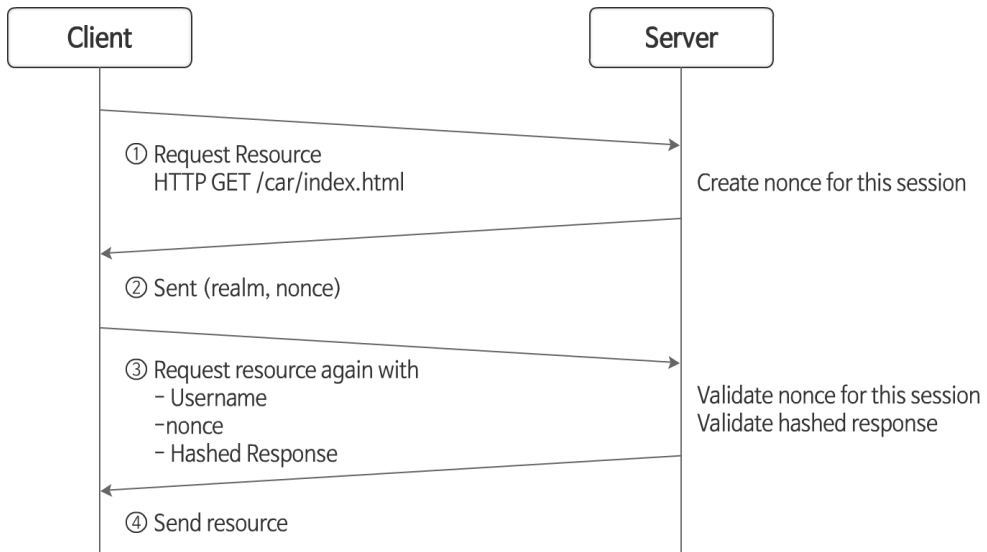 Client
Server
① Request Resource
HTTP GET /car/index.html
Create nonce for this session
② Sent (realm, nonce)
③ Request resource again with
- Username
-nonce
- Hashed Response
Validate nonce for this session
Validate hashed response
④ Send resource